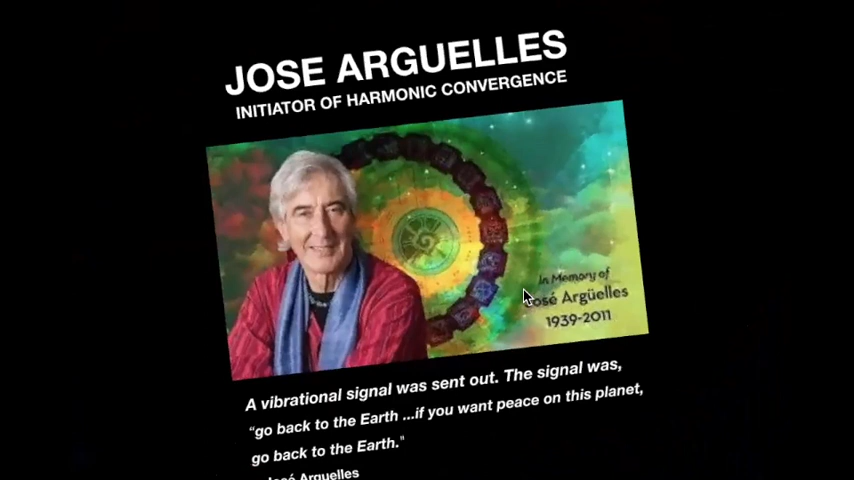 JOSE ARGUELLES
INITIATOR OF HARMONIC CONVERGENCE
In Memory of
José Argüelles
1939-2011
A vibrational signal was sent out. The signal was,
"go back to the Earth ...if you want peace on this planet,
go back to the Earth."
José Arguelles